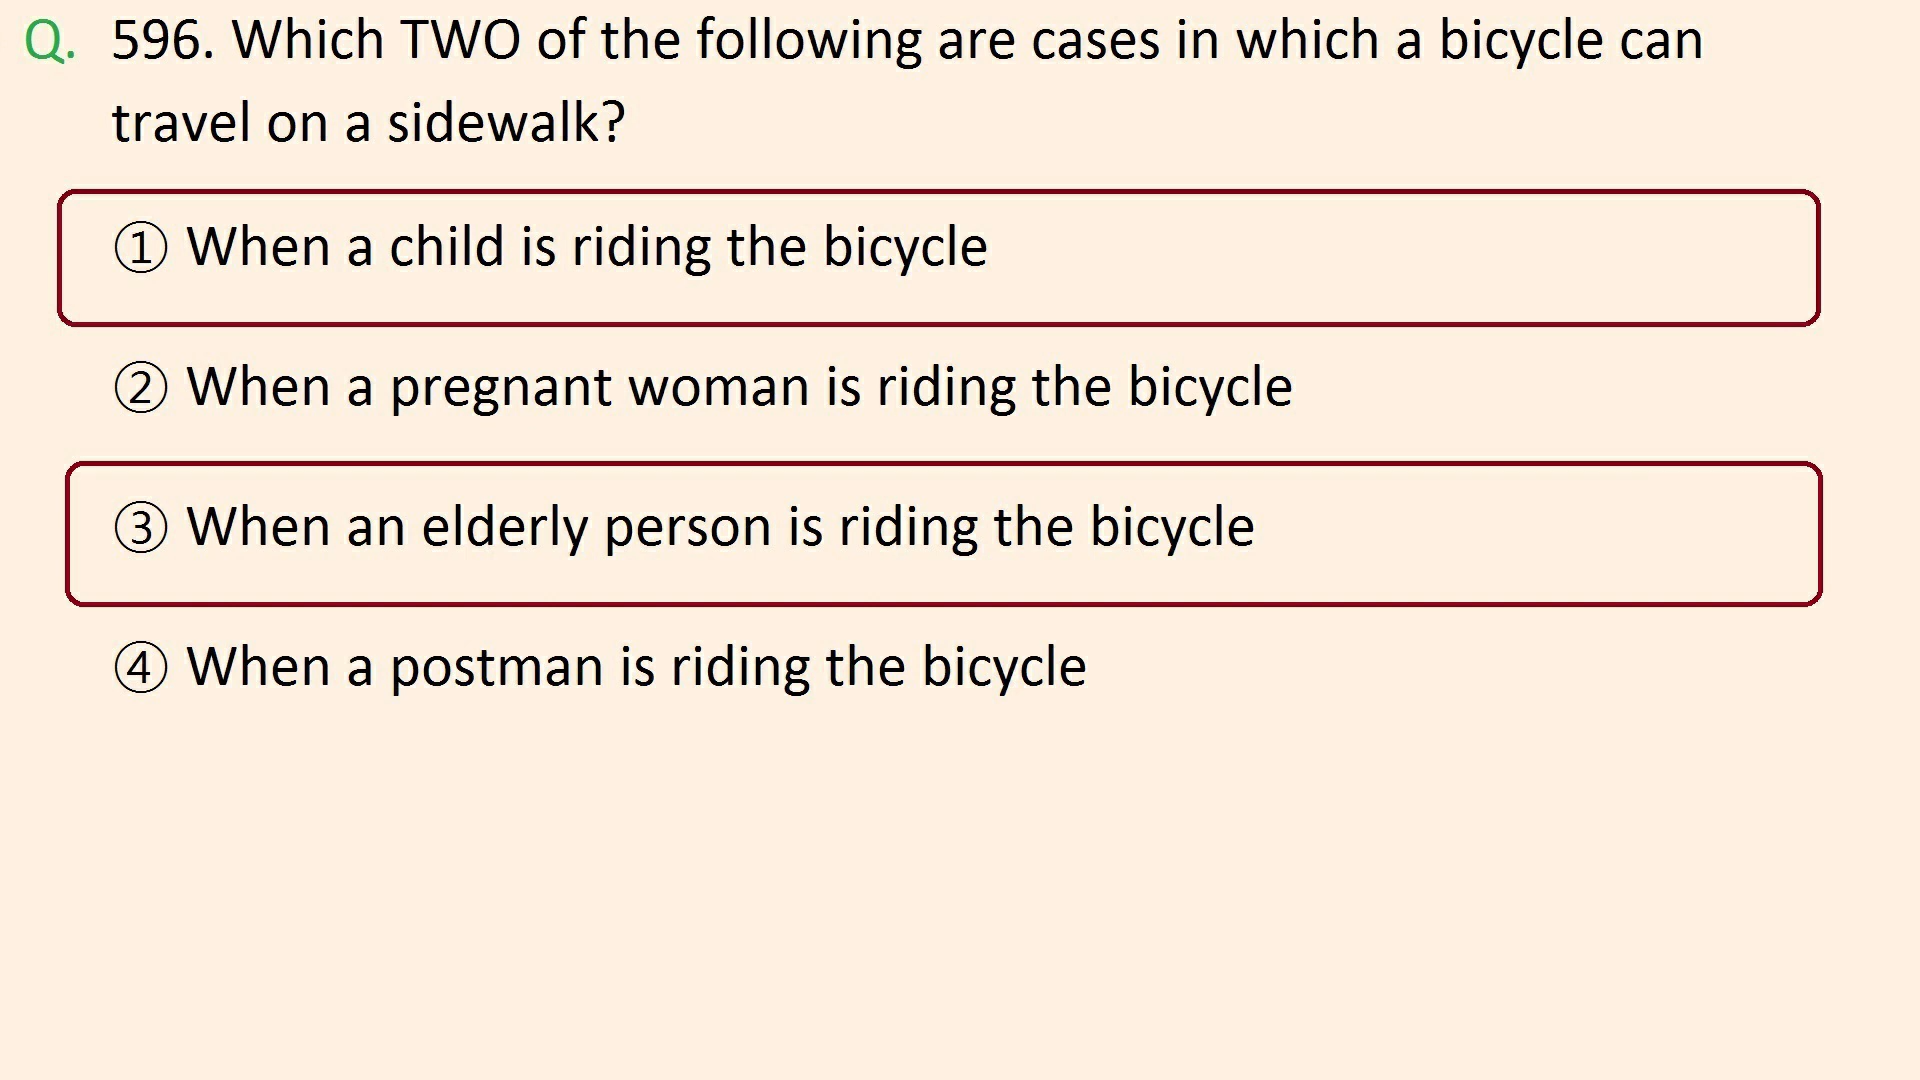 Q. 596. Which TWO of the following are cases in which a bicycle can
travel on a sidewalk?
① When a child is riding the bicycle
② When a pregnant woman is riding the bicycle
③ When an elderly person is riding the bicycle
④ When a postman is riding the bicycle